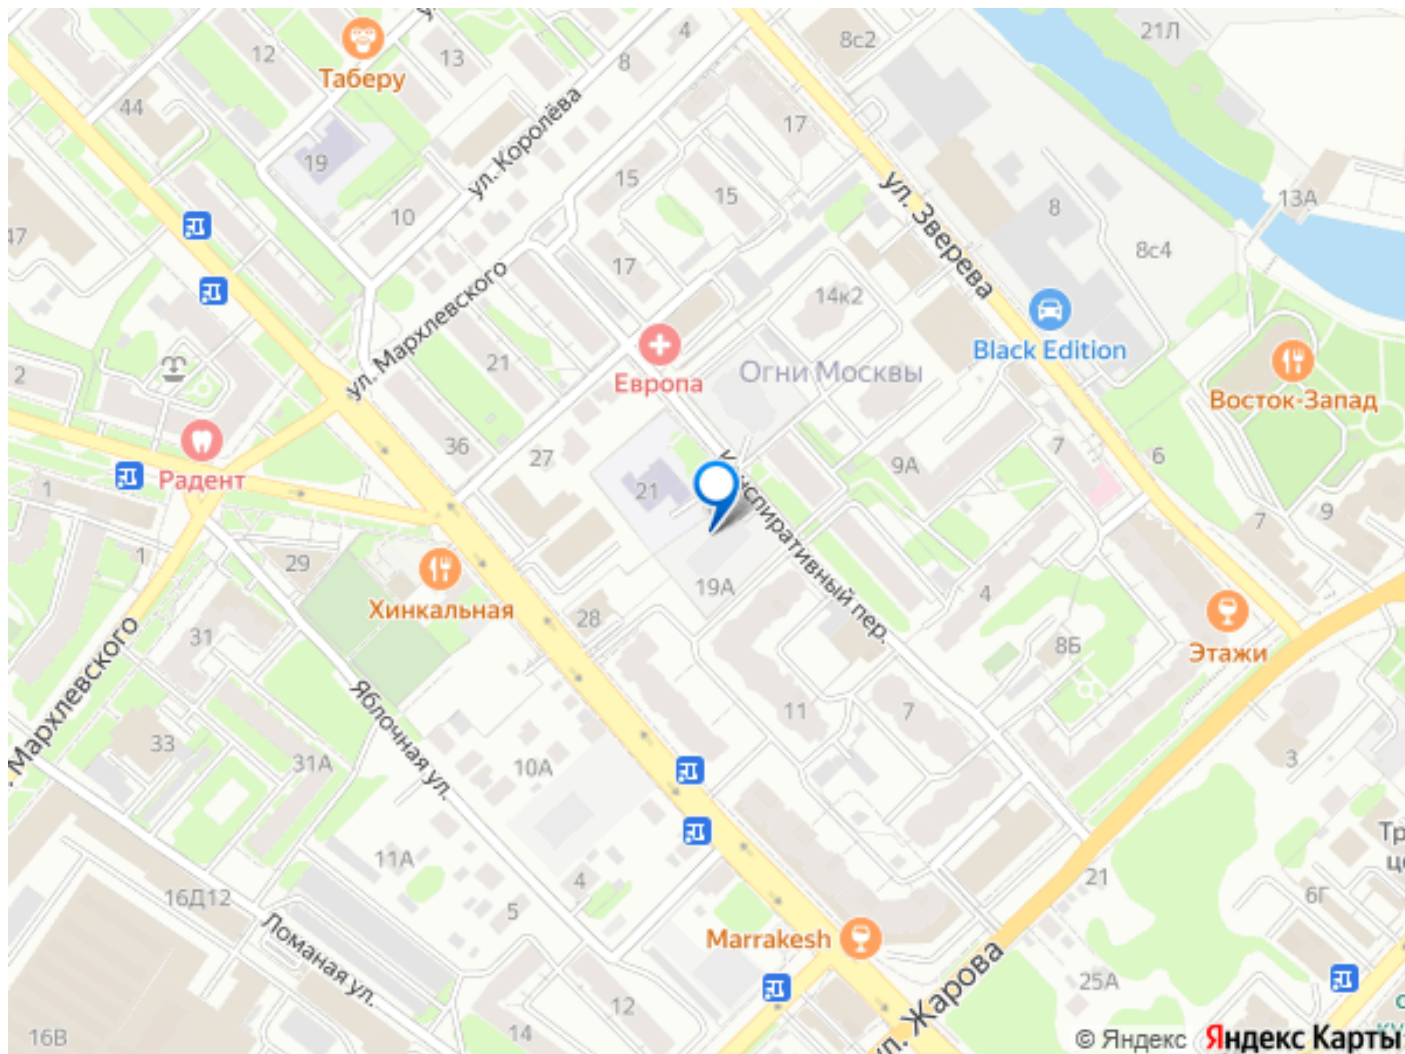 21Л
8с2
4
13
12
8
Таберу
44
17
ул. Королёва
19
15
15
13А
10
8
ул. Зверева
47
8с4
17
14к2
ул. Мархлевского
21
Black Edition
Европа
Огни Москвы
2
Восток-Запад
36
7
27
9А
6
Радент
1
21
9
7
Конспиративный пер.
1
29
19А
4
Хинкальная
28
31
8Б
Этажи
Мархлевского
Яблочная ул.
11
7
33
31А
10А
3
11А
4
21
16Д12
6Г
5
Marrakesh
Ломаная ул.
ул. Жарова
25А
12
14
16В
© Яндекс
Яндекс Карты